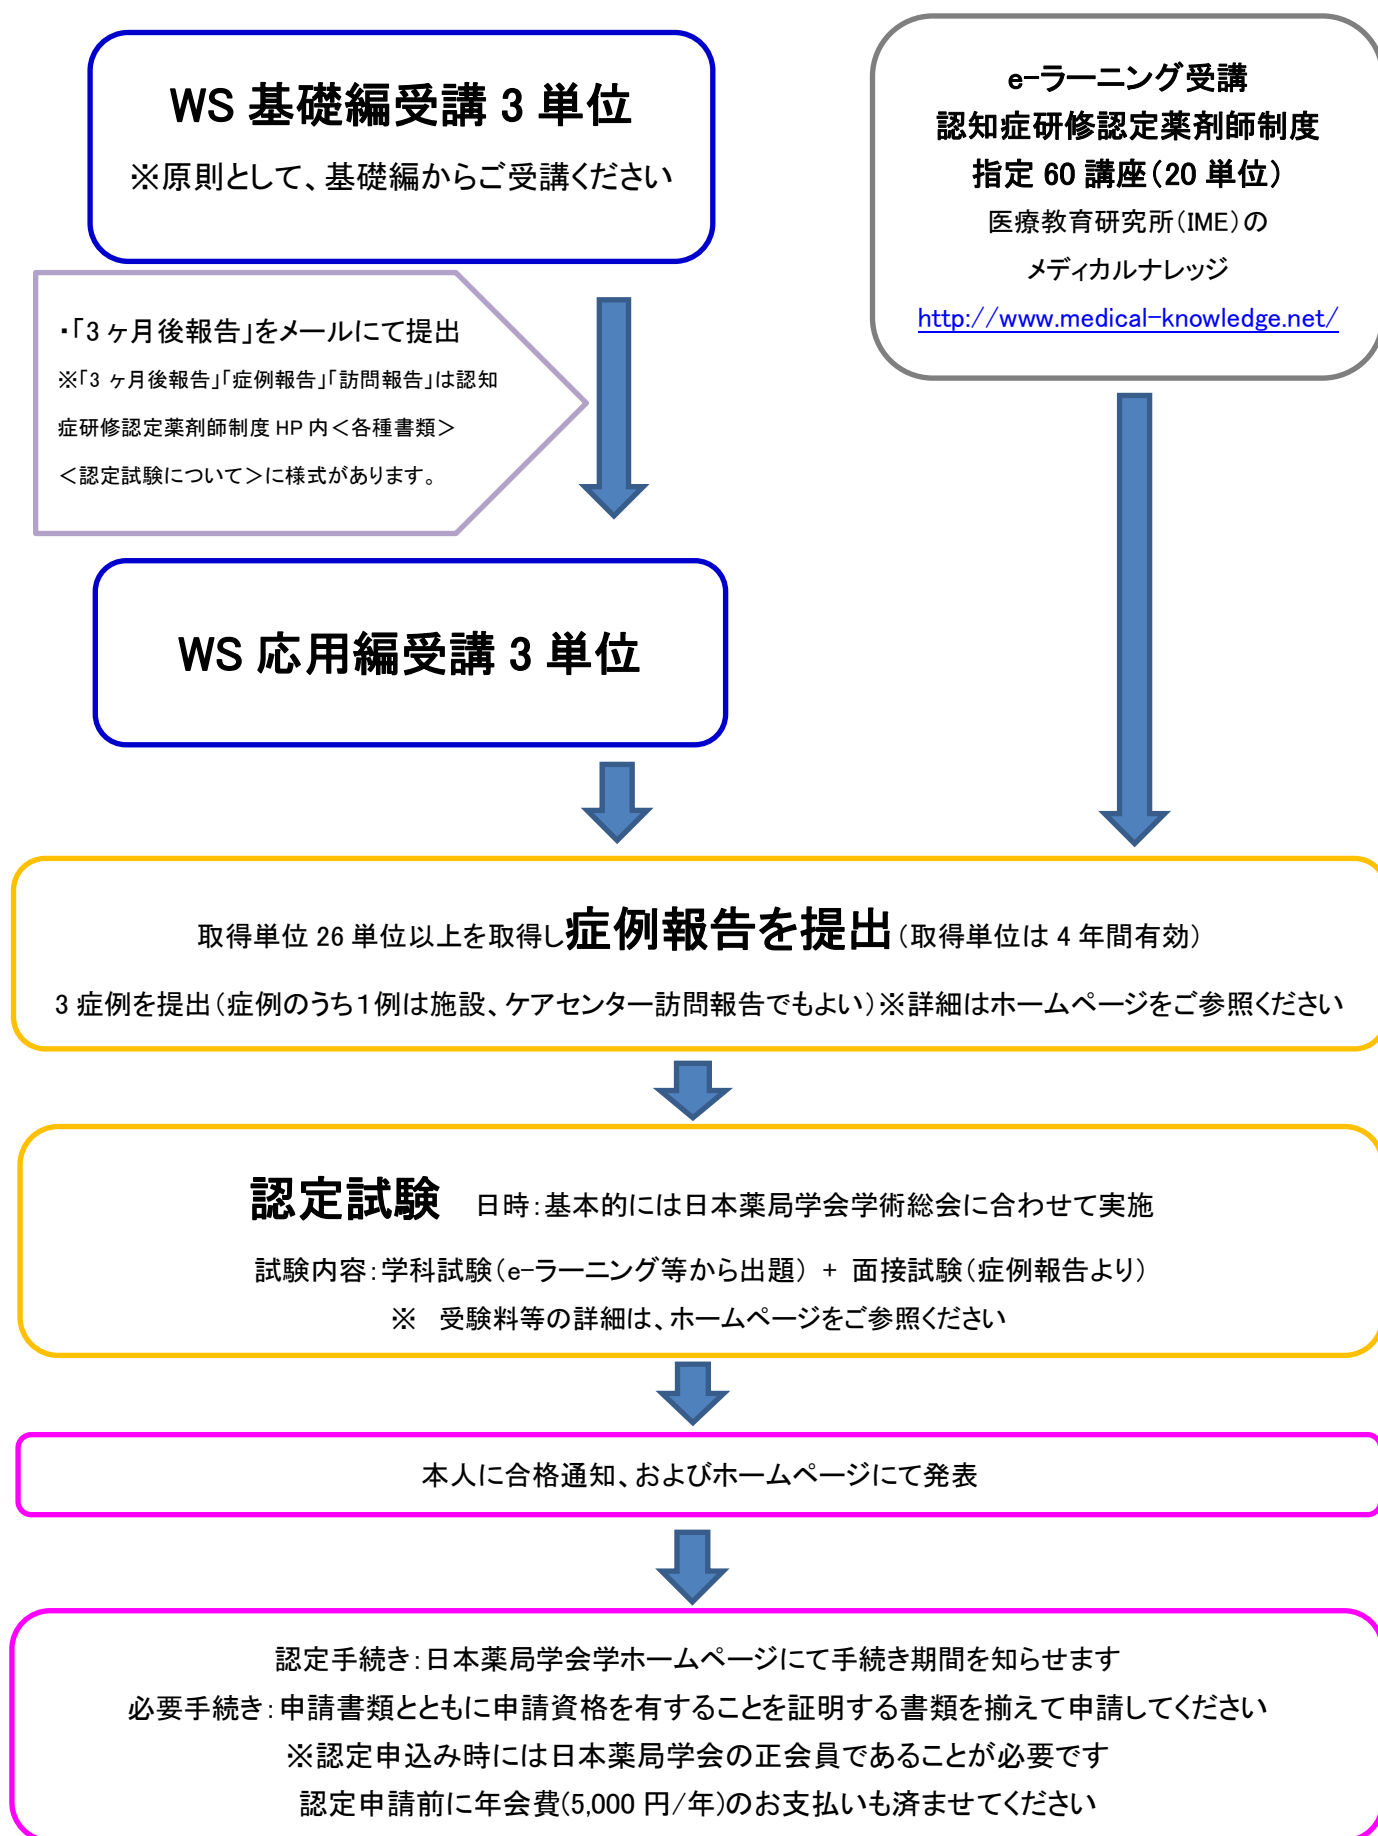 WS 基礎編受講 3 単位
※原則として、基礎編からご受講ください
e-ラーニング受講
認知症研修認定薬剤師制度
指定 60 講座（20 単位）
医療教育研究所（IME）の
メディカルナレッジ
http://www.medical-knowledge.net/
・「3 ヶ月後報告」をメールにて提出
※「3 ヶ月後報告」「症例報告」「訪問報告」は認知
症研修認定薬剤師制度 HP 内＜各種書類＞
＜認定試験について＞に様式があります。
WS 応用編受講 3 単位
取得単位 26 単位以上を取得し症例報告を提出（取得単位は 4 年間有効）
3 症例を提出（症例のうち１例は施設、ケアセンター訪問報告でもよい）※詳細はホームページをご参照ください
認定試験　日時：基本的には日本薬局学会学術総会に合わせて実施
試験内容：学科試験（e-ラーニング等から出題） + 面接試験（症例報告より）
※　受験料等の詳細は、ホームページをご参照ください
本人に合格通知、およびホームページにて発表
認定手続き：日本薬局学会学ホームページにて手続き期間を知らせます
必要手続き：申請書類とともに申請資格を有することを証明する書類を揃えて申請してください
※認定申込み時には日本薬局学会の正会員であることが必要です
認定申請前に年会費(5,000 円/年)のお支払いも済ませてください